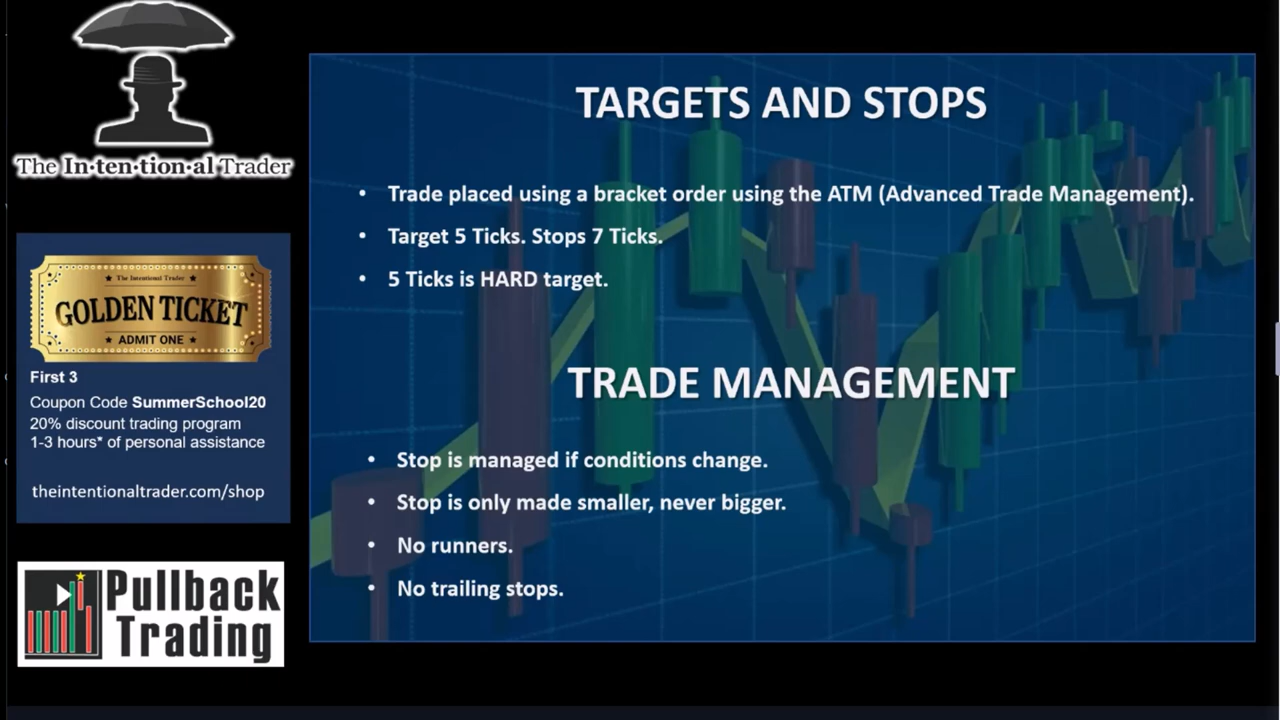 The In·ten·tion·al Trader
The Intentional Trader
GOLDEN TICKET
★ ADMIT ONE ★
First 3
Coupon Code SummerSchool20
20% discount trading program
1-3 hours* of personal assistance
theintentionaltrader.com/shop
Pullback
Trading
TARGETS AND STOPS
• Trade placed using a bracket order using the ATM (Advanced Trade Management).
• Target 5 Ticks. Stops 7 Ticks.
• 5 Ticks is HARD target.
TRADE MANAGEMENT
• Stop is managed if conditions change.
• Stop is only made smaller, never bigger.
• No runners.
• No trailing stops.